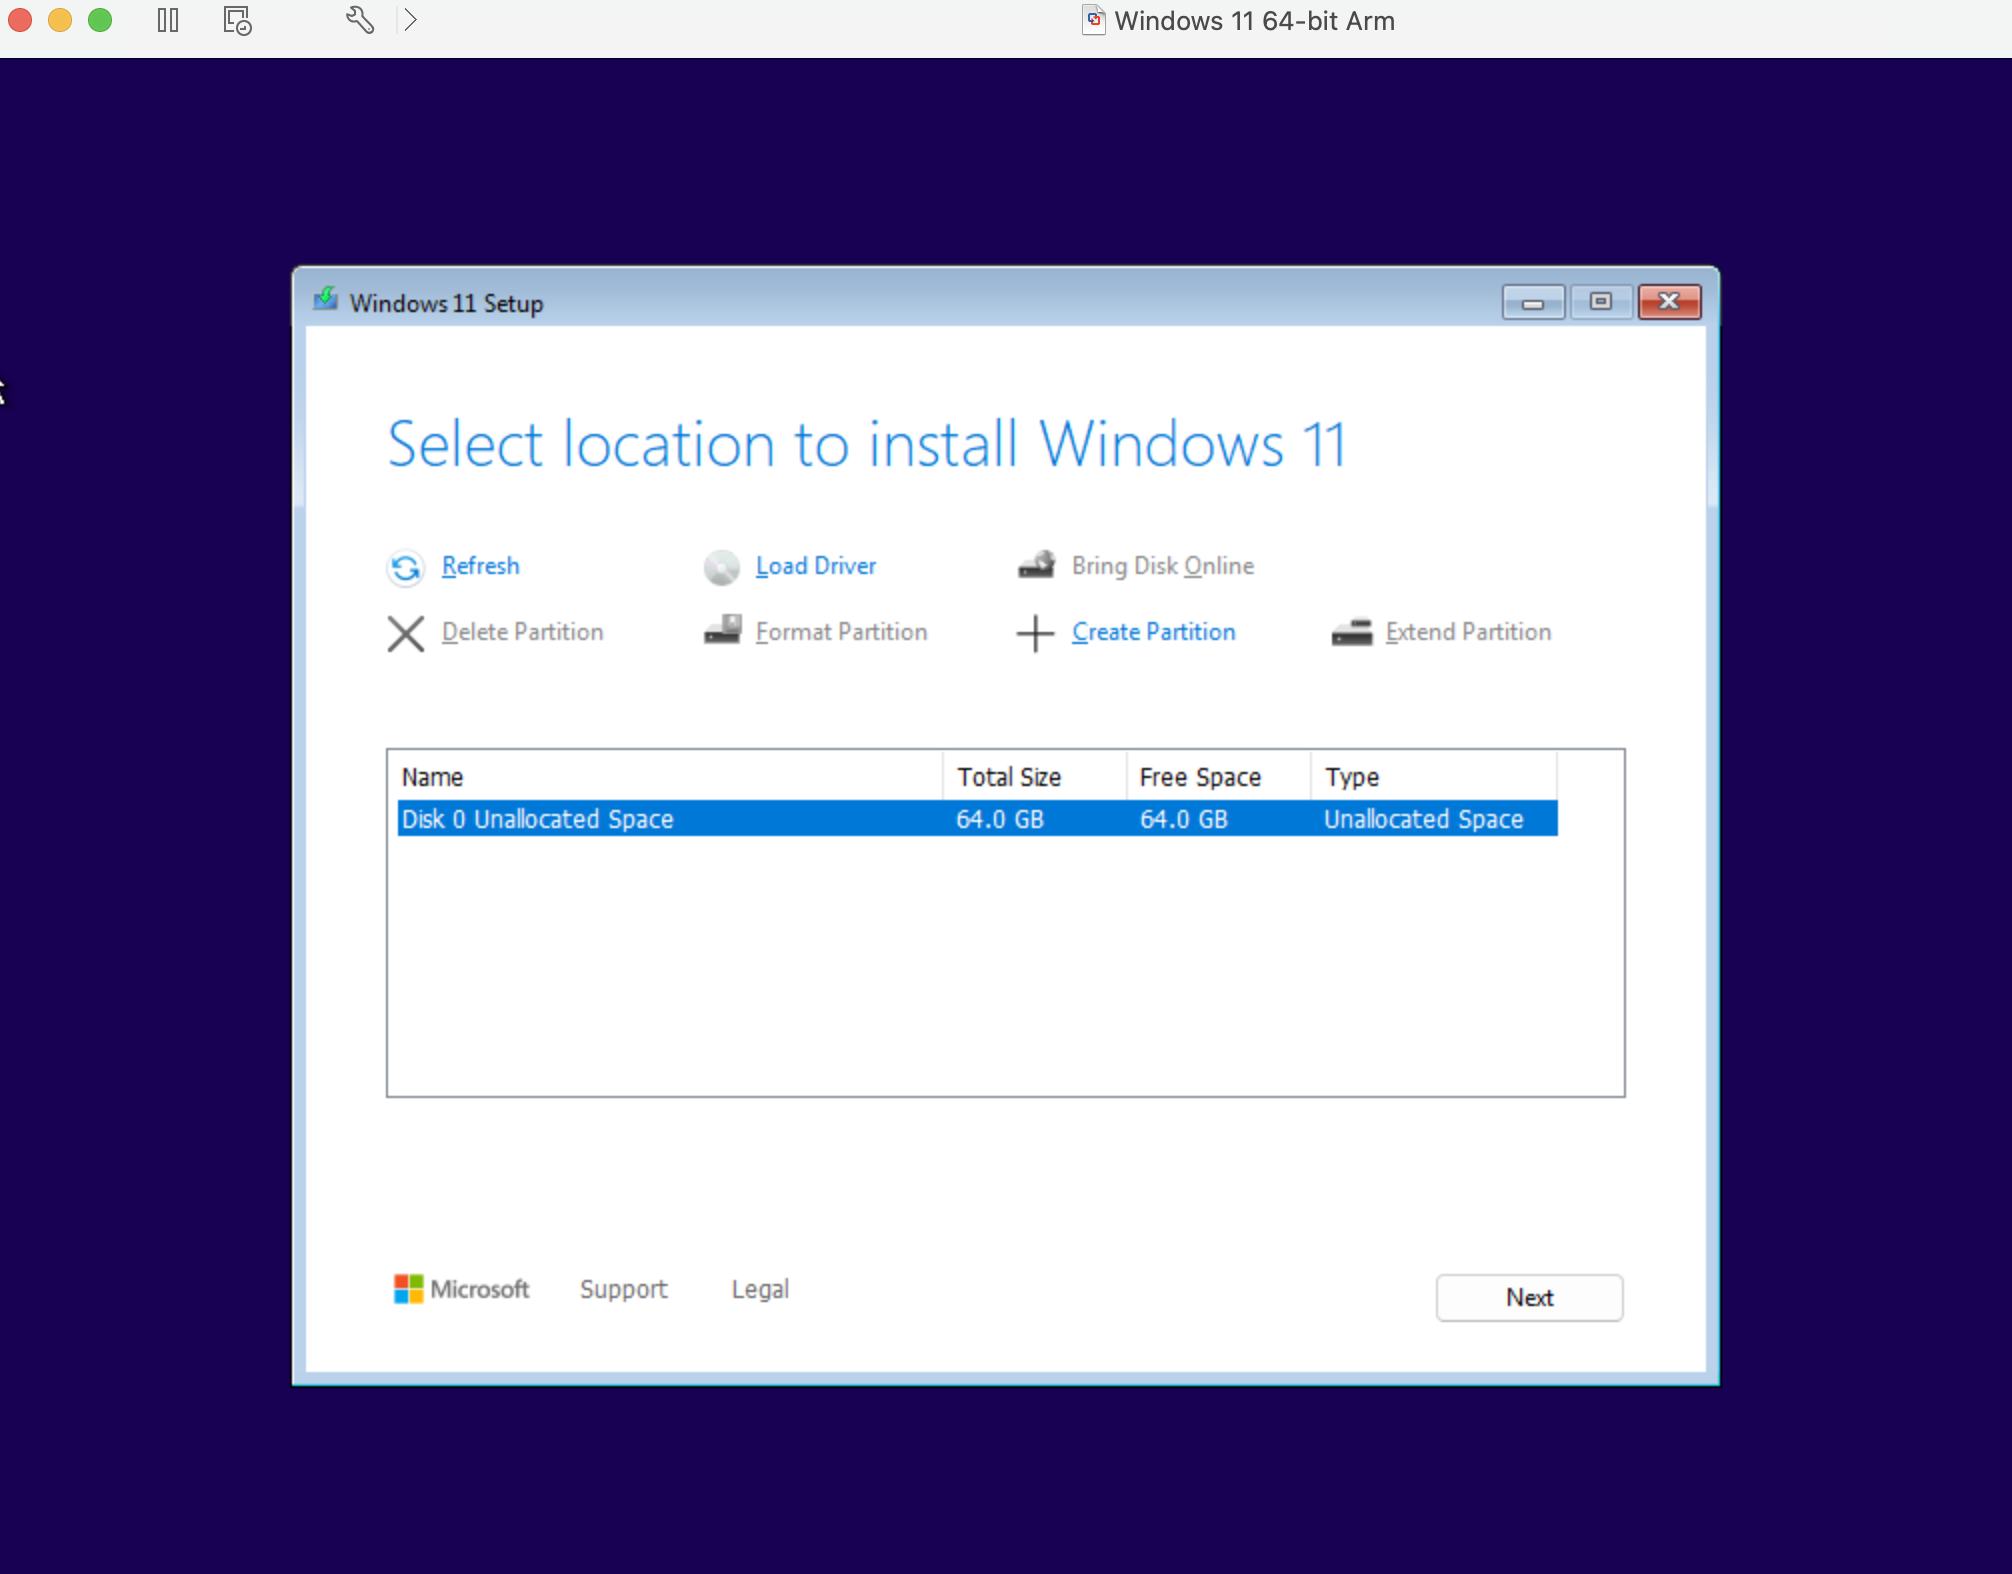 Windows 11 64-bit Arm
Windows 11 Setup
Select location to install Windows 11
Refresh Load Driver Bring Disk Online
Delete Partition Format Partition Create Partition Extend Partition
Name Total Size Free Space Type
Disk 0 Unallocated Space 64.0 GB 64.0 GB Unallocated Space
Microsoft Support Legal Next